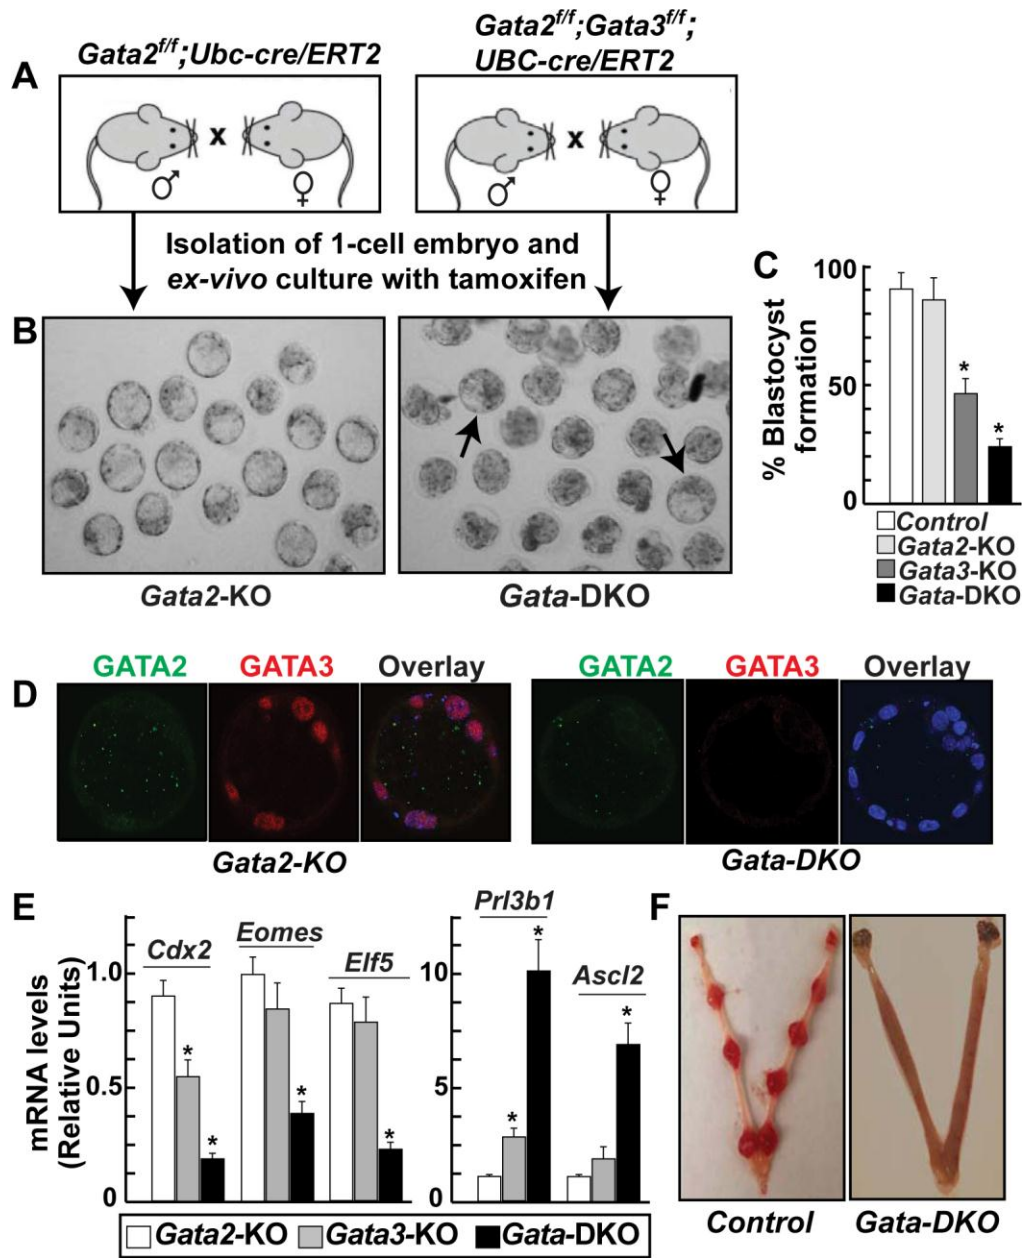 A
Gata2f/f;Ubc-cre/ERT2
Gata2f/f;Gata3f/f;
UBC-cre/ERT2
x
♂
♀
x
♂
♀
Isolation of 1-cell embryo and
ex-vivo culture with tamoxifen
B
Gata2-KO
Gata-DKO
C
% Blastocyst
formation
100
50
0
*
*
Control
Gata2-KO
Gata3-KO
Gata-DKO
D
GATA2
GATA3
Overlay
GATA2
GATA3
Overlay
Gata2-KO
Gata-DKO
E
mRNA levels
(Relative Units)
1.0
0.5
0
Cdx2
*
*
Eomes
*
Elf5
*
10
5
0
Prl3b1
*
*
Ascl2
*
Gata2-KO
Gata3-KO
Gata-DKO
F
Control
Gata-DKO